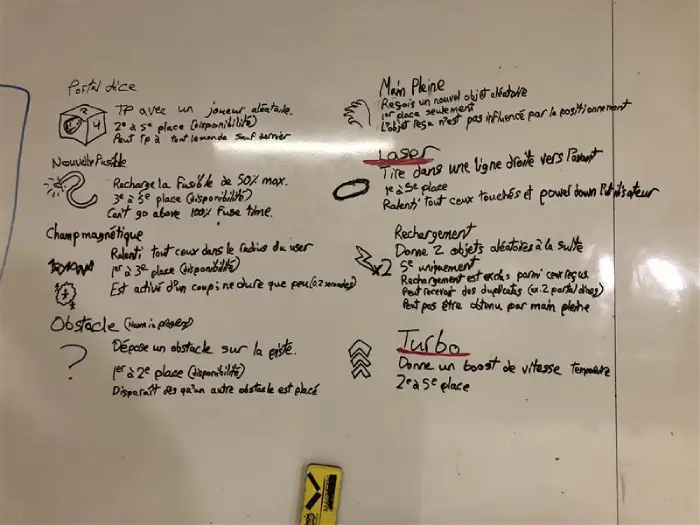 Portal dice
TP avec un joueur aléatoire.
2e à 5e place (disponibilité)
Peut TP à tout le monde sauf dernier
Nouvelle Fusible
Recharge la fusible de 50% max.
3e à 5e place (disponibilité)
Can't go above 100% fuse time.
Champ magnétique
Ralenti tout ceux dans le radius du user
1er à 3e place (disponibilité)
Est activé d'un coup; ne dure que peu (0.2 secondes)
Obstacle (Name in progress)
?
Dépose un obstacle sur la piste.
1er à 2e place (disponibilité)
Disparaît dès qu'un autre obstacle est placé
Main Pleine
Reçois un nouvel objet aléatoire
1er place seulement
L'objet reçu n'est pas influencé par le positionnement
Laser
Tire dans une ligne droite vers l'avant
1e à 5e place
Ralenti tout ceux touchés et power down l'utilisateur
Rechargement
x2
Donne 2 objets aléatoires à la suite
5e uniquement
Rechargement est exclus parmi ceux reçus
Peut recevoir des duplicatas (ex. 2 portal dices)
Peut pas être obtenu par main pleine
Turbo
Donne un boost de vitesse temporaire
2e à 5e place